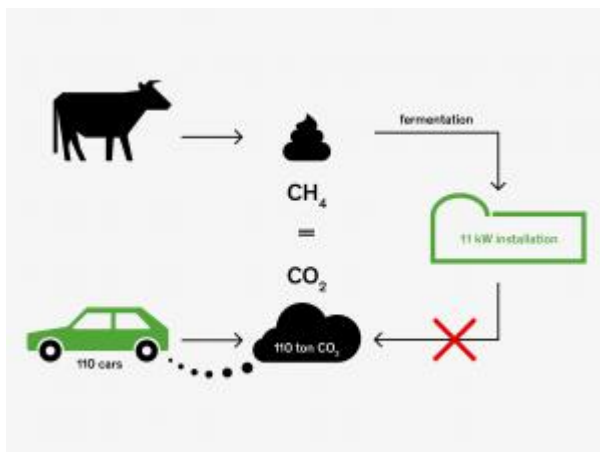 fermentation
CH₄
=
11 kW installation
CO₂
110 ton CO₂
110 cars